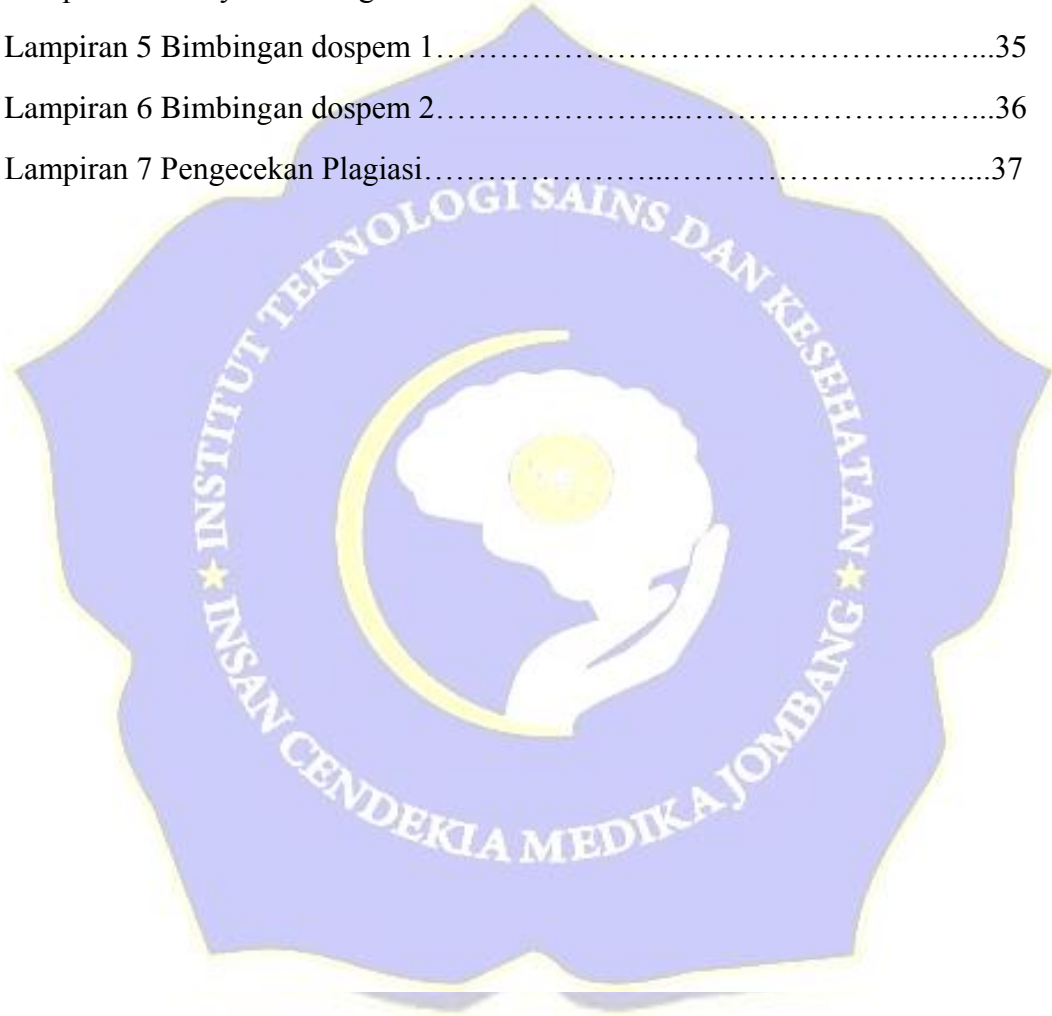 Lampiran 5 Bimbingan dospem 1………………………………………...…...35
Lampiran 6 Bimbingan dospem 2…………………...………………………...36
Lampiran 7 Pengecekan Plagiasi…………………...………………………....37
INSTITUT TEKNOLOGI SAINS DAN KESEHATAN
★ INSAN CENDEKIA MEDIKA JOMBANG ★